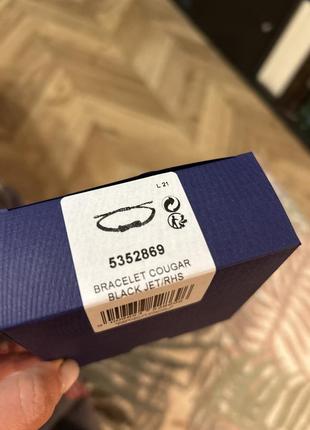 L 21
5352869
BRACELET COUGAR
BLACK JET/RHS